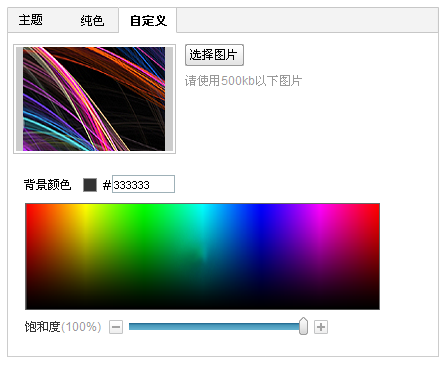 主题 纯色 自定义
选择图片
请使用500kb以下图片
背景颜色 #333333
饱和度(100%)